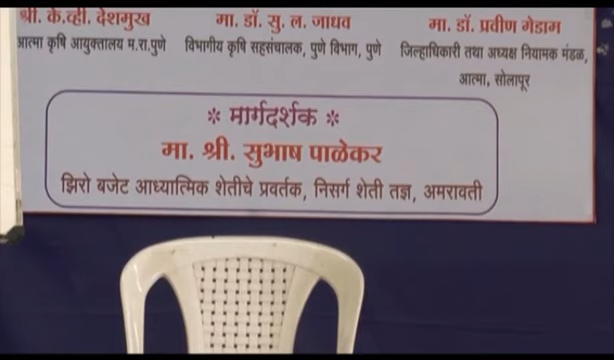 श्री. के.व्ही. देशमुख
आत्मा कृषि आयुक्तालय म.रा.पुणे
मा. डॉ. सु. ल. जाधव
विभागीय कृषि सहसंचालक, पुणे विभाग, पुणे
मा. डॉ. प्रवीण गेडाम
जिल्हाधिकारी तथा अध्यक्ष नियामक मंडळ,
आत्मा, सोलापूर
* मार्गदर्शक *
मा. श्री. सुभाष पाळेकर
झिरो बजेट आध्यात्मिक शेतीचे प्रवर्तक, निसर्ग शेती तज्ञ, अमरावती